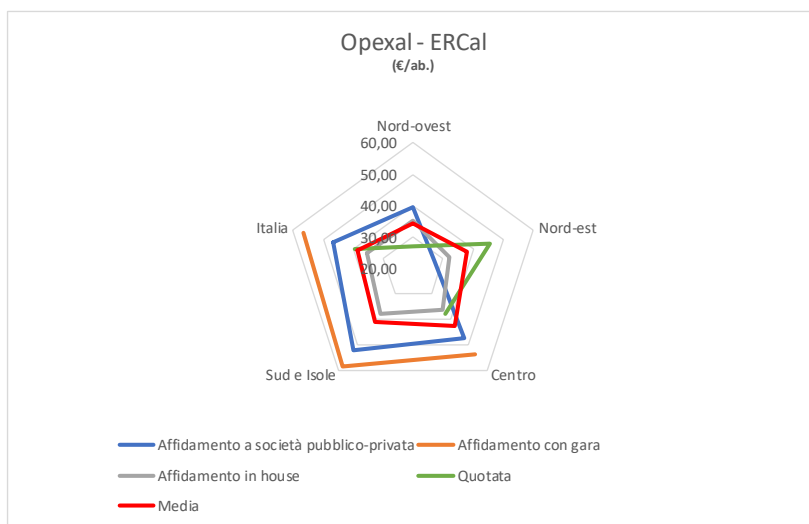 Opexal - ERCal
(€/ab.)
Nord-ovest
60,00
50,00
40,00
30,00
20,00
Italia
Nord-est
Sud e Isole
Centro
Affidamento a società pubblico-privata
Affidamento con gara
Affidamento in house
Quotata
Media